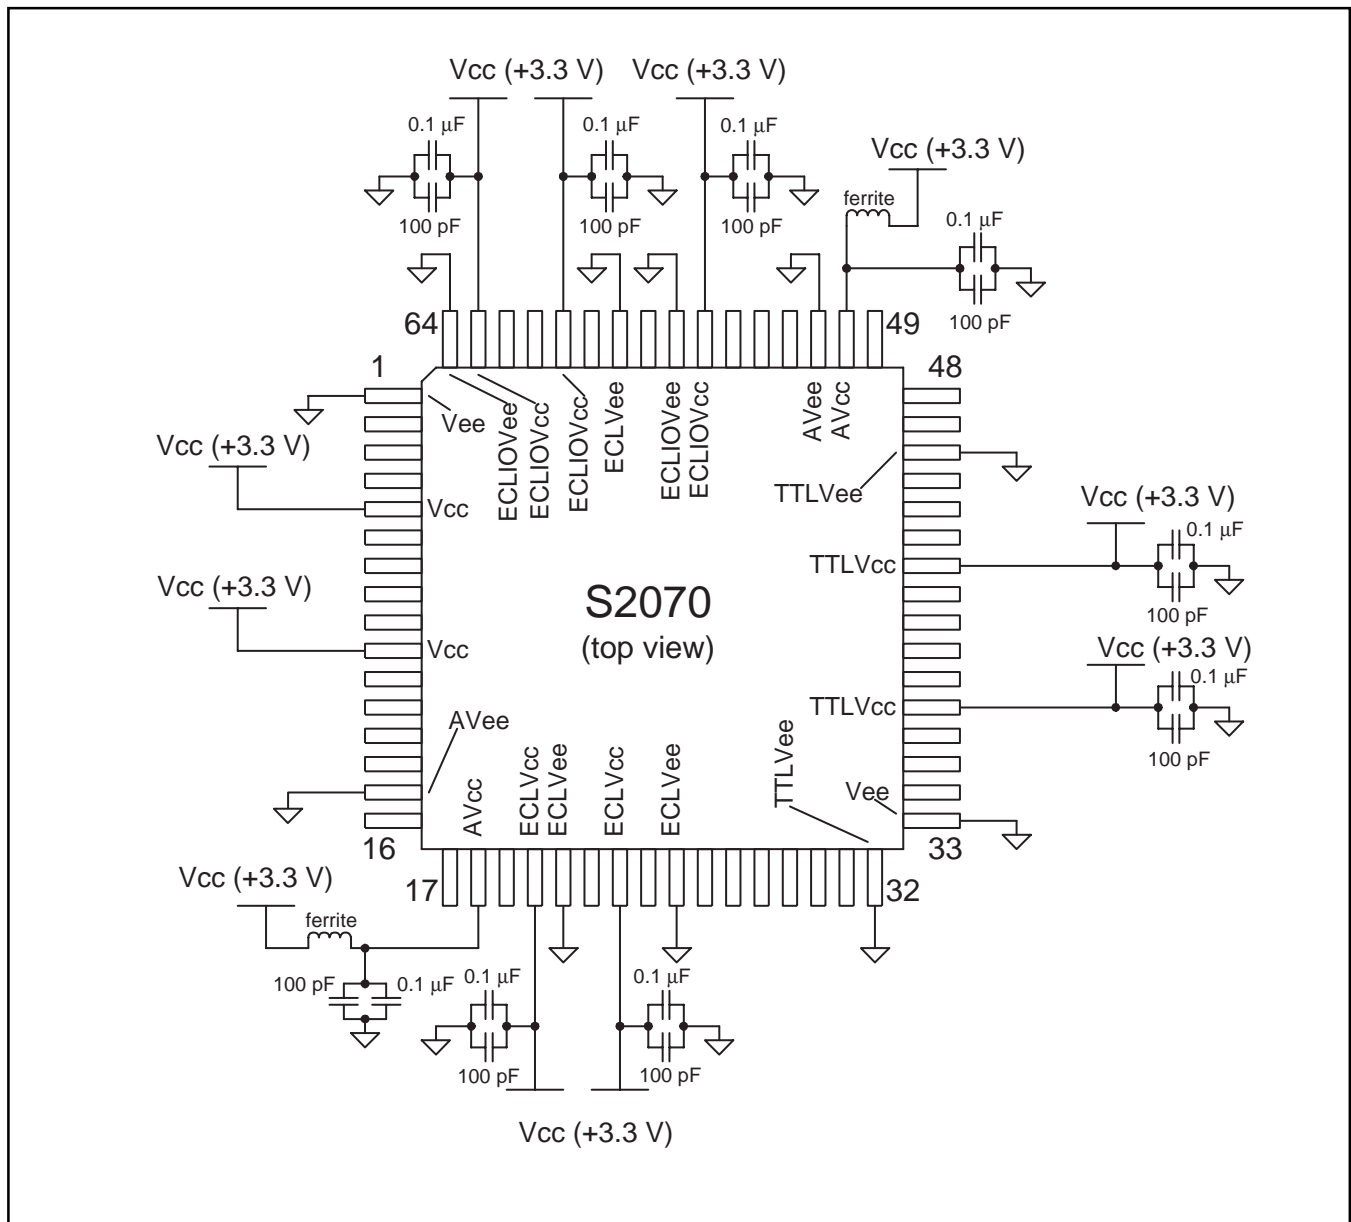 Vcc (+3.3 V)
Vcc (+3.3 V)
0.1 µF
0.1 µF
0.1 µF
100 pF
100 pF
100 pF
Vcc (+3.3 V)
ferrite
0.1 µF
100 pF
64
49
1
48
Vee
ECLIOVee
ECLIOVcc
ECLIOVcc
ECLVee
ECLIOVee
ECLIOVcc
AVee
AVcc
Vcc (+3.3 V)
Vcc
TTLVee
Vcc (+3.3 V)
0.1 µF
TTLVcc
100 pF
S2070
(top view)
Vcc (+3.3 V)
Vcc
Vcc (+3.3 V)
0.1 µF
TTLVcc
100 pF
AVee
AVcc
ECLVcc
ECLVee
ECLVcc
ECLVee
TTLVee
Vee
16
33
17
32
Vcc (+3.3 V)
ferrite
100 pF
0.1 µF
0.1 µF
0.1 µF
100 pF
100 pF
Vcc (+3.3 V)